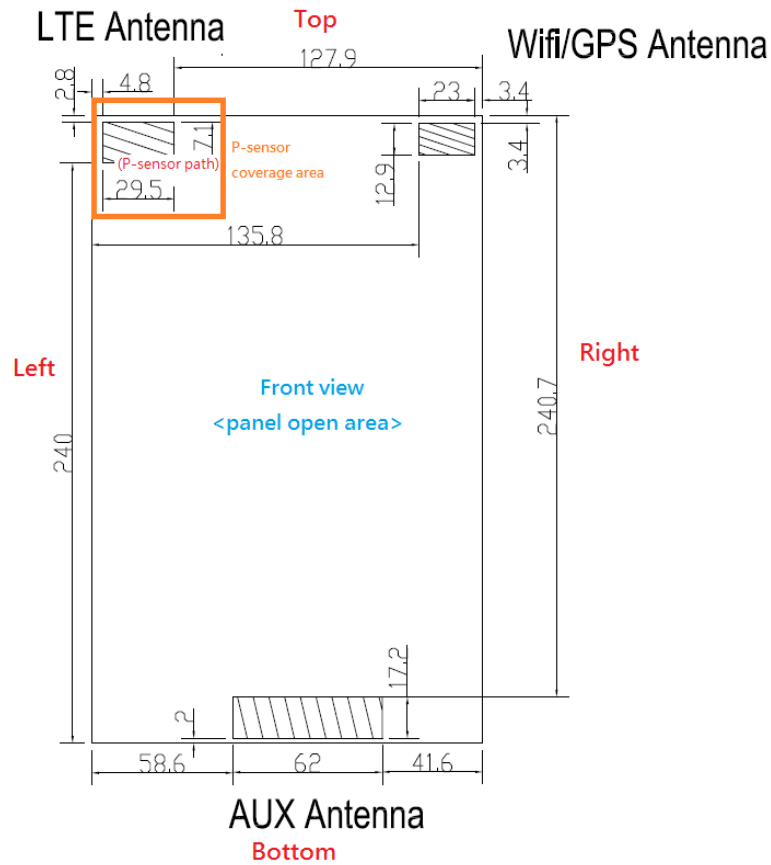 LTE Antenna
Top
Wifi/GPS Antenna
127.9
2.8
4.8
23
3.4
7.1
(P-sensor path)
P-sensor
coverage area
12.9
3.4
29.5
135.8
Left
Right
Front view
<panel open area>
240
240.7
17.2
2
58.6
62
41.6
AUX Antenna
Bottom